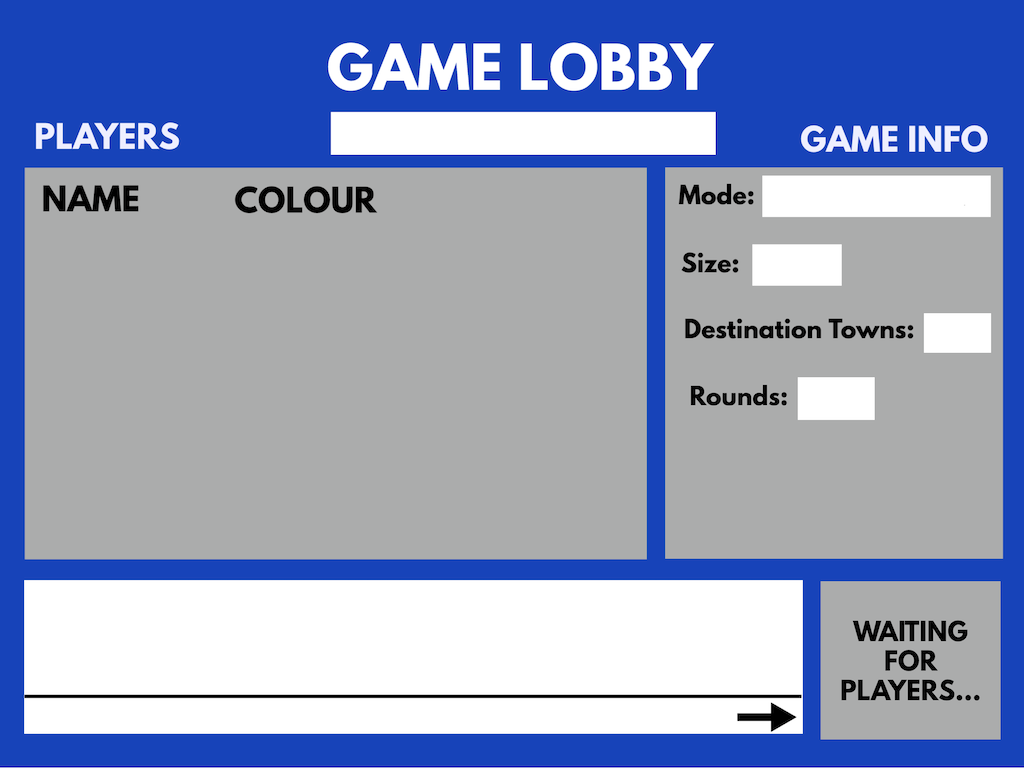 GAME LOBBY
PLAYERS
GAME INFO
NAME COLOUR
Mode:
Size:
Destination Towns:
Rounds:
WAITING
FOR
PLAYERS...